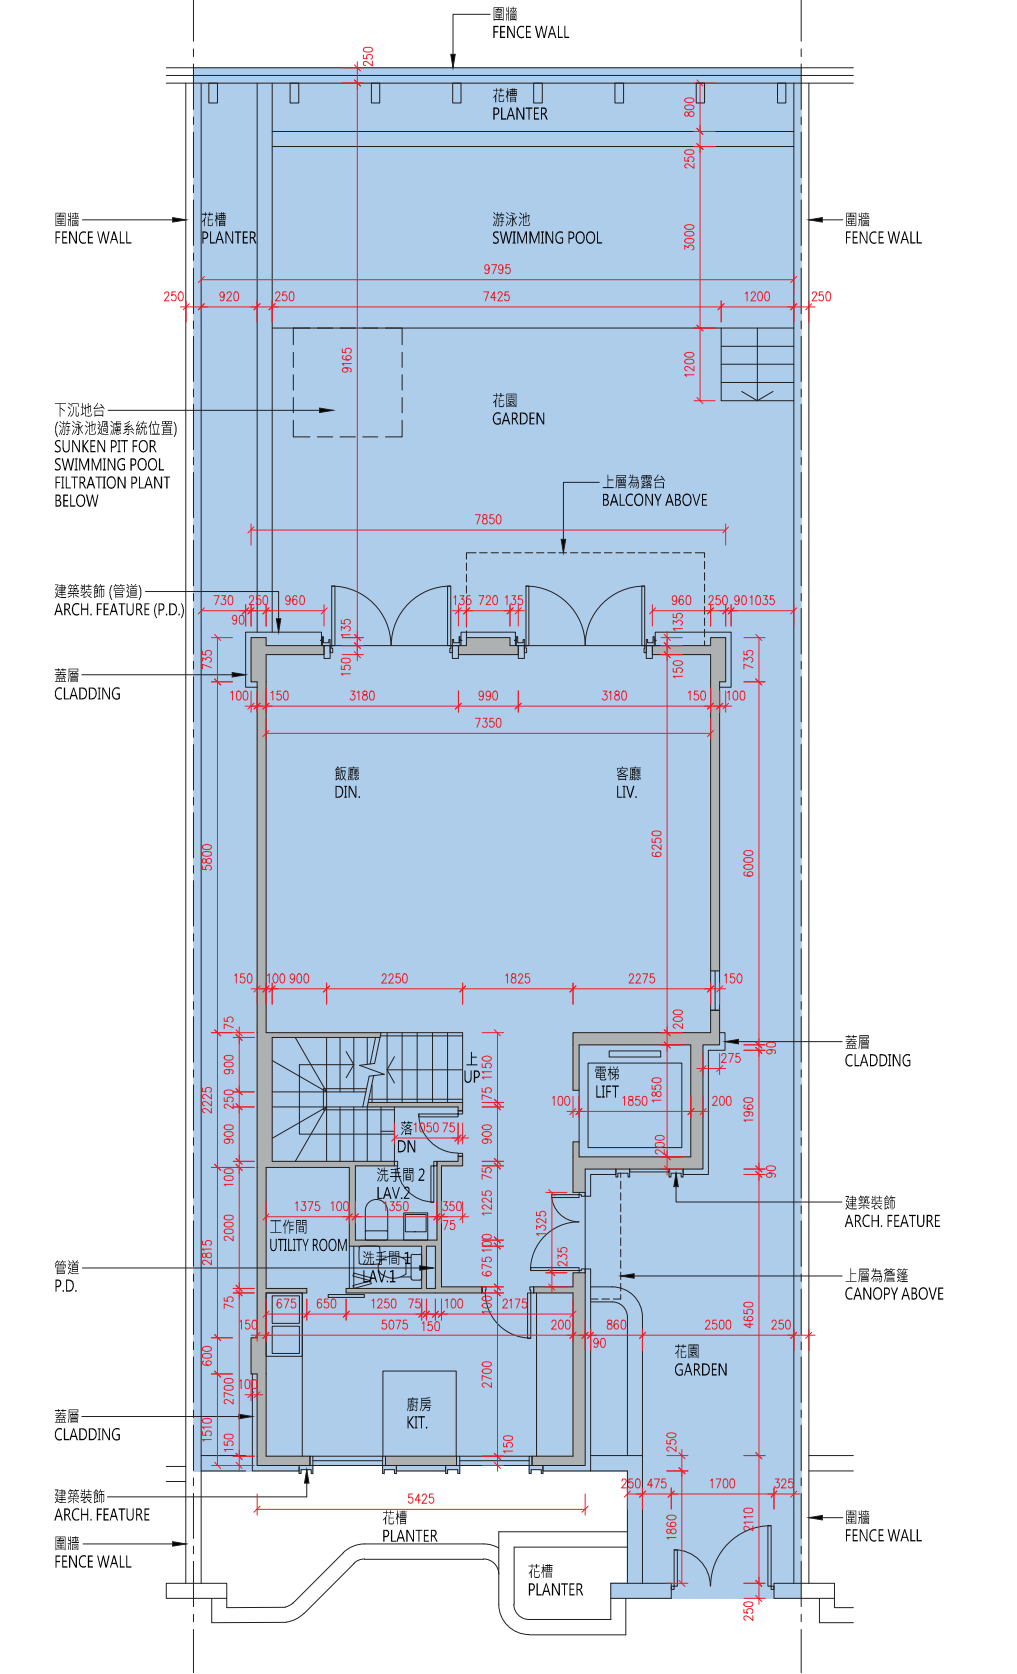 圍牆
FENCE WALL
250
花槽
PLANTER
800
250
圍牆
FENCE WALL
花槽
PLANTER
游泳池
SWIMMING POOL
3000
圍牆
FENCE WALL
9795
250
920
250
7425
1200
250
9165
1200
下沉地台
(游泳池過濾系統位置)
SUNKEN PIT FOR
SWIMMING POOL
FILTRATION PLANT
BELOW
花園
GARDEN
上層為露台
BALCONY ABOVE
7850
建築裝飾 (管道)
ARCH. FEATURE (P.D.)
730
250
960
135
720
135
960
250
90
1035
90
135
135
735
150
150
735
蓋層
CLADDING
100
150
3180
990
3180
150
100
7350
飯廳
DIN.
客廳
LIV.
5800
6250
6000
150
100
900
2250
1825
2275
150
75
200
蓋層
CLADDING
90
275
上
UP
1150
900
電梯
LIFT
1850
2225
250
75
100
1850
200
1960
900
落
DN
1050
75
900
200
90
洗手間 2
LAV.2
75
100
1375
100
1350
350
75
1225
1325
建築裝飾
ARCH. FEATURE
2000
工作間
UTILITY ROOM
2815
洗手間 1
LAV.1
100
675
235
管道
P.D.
上層為簷篷
CANOPY ABOVE
75
675
650
1250
75
100
100
2175
4650
150
5075
150
200
90
860
2500
250
600
花園
GARDEN
100
2700
2700
廚房
KIT.
蓋層
CLADDING
1510
150
150
250
250
475
1700
325
建築裝飾
ARCH. FEATURE
5425
花槽
PLANTER
1860
2110
圍牆
FENCE WALL
圍牆
FENCE WALL
花槽
PLANTER
250